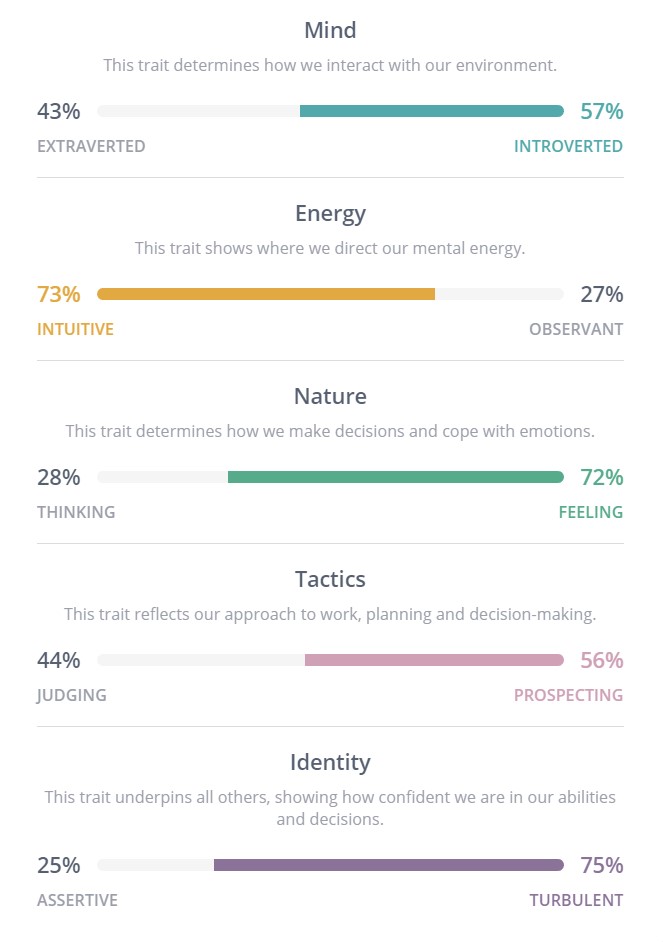 Mind
This trait determines how we interact with our environment.
43% 57%
EXTRAVERTED INTROVERTED
Energy
This trait shows where we direct our mental energy.
73% 27%
INTUITIVE OBSERVANT
Nature
This trait determines how we make decisions and cope with emotions.
28% 72%
THINKING FEELING
Tactics
This trait reflects our approach to work, planning and decision-making.
44% 56%
JUDGING PROSPECTING
Identity
This trait underpins all others, showing how confident we are in our abilities
and decisions.
25% 75%
ASSERTIVE TURBULENT